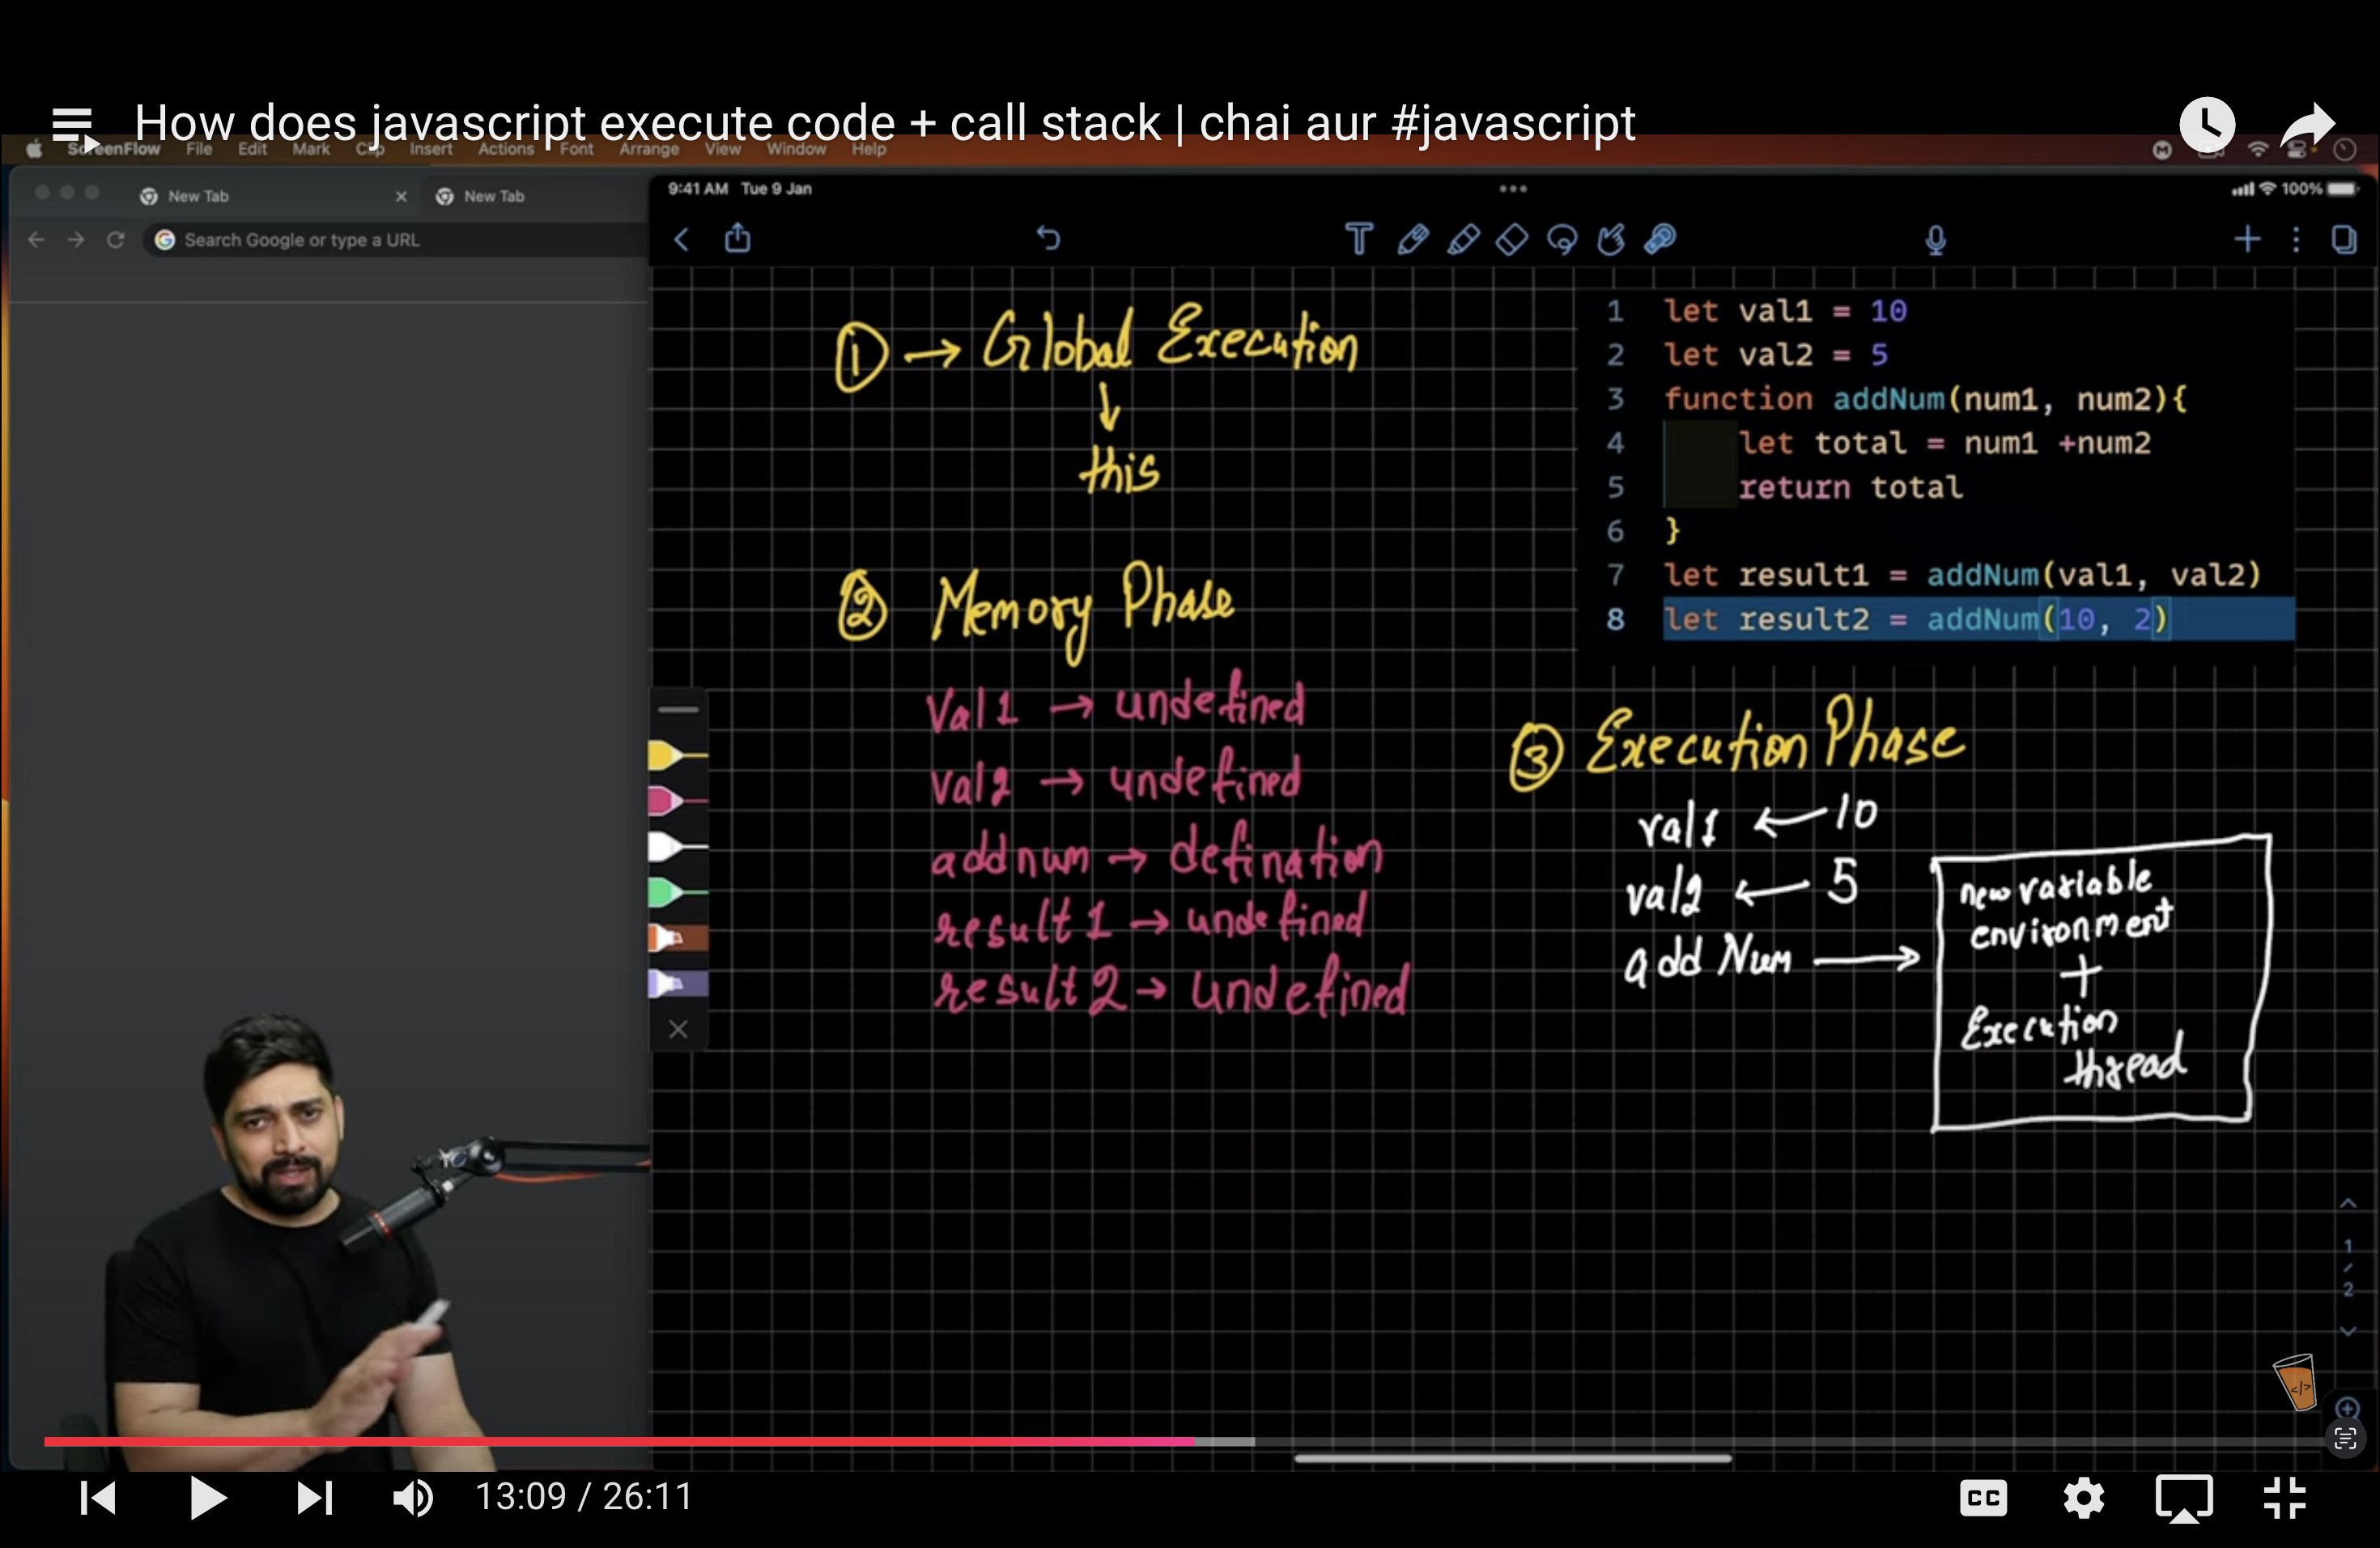 How does javascript execute code + call stack | chai aur #javascript
ScreenFlow File Edit Mark Clip Insert Actions Font Arrange View Window Help
New Tab
New Tab
Search Google or type a URL
9:41 AM Tue 9 Jan
100%
① → Global Execution
↓
this
② Memory Phase
Val1 → undefined
val2 → undefined
addnum → defination
result1 → undefined
result2 → undefined
1 let val1 = 10
2 let val2 = 5
3 function addNum(num1, num2){
4 let total = num1 +num2
5 return total
6 }
7 let result1 = addNum(val1, val2)
8 let result2 = addNum(10, 2)
③ Execution Phase
val1 ← 10
val2 ← 5
add Num →
new variable
environment
+
Execution
thread
1
/
2
</>
13:09 / 26:11
CC